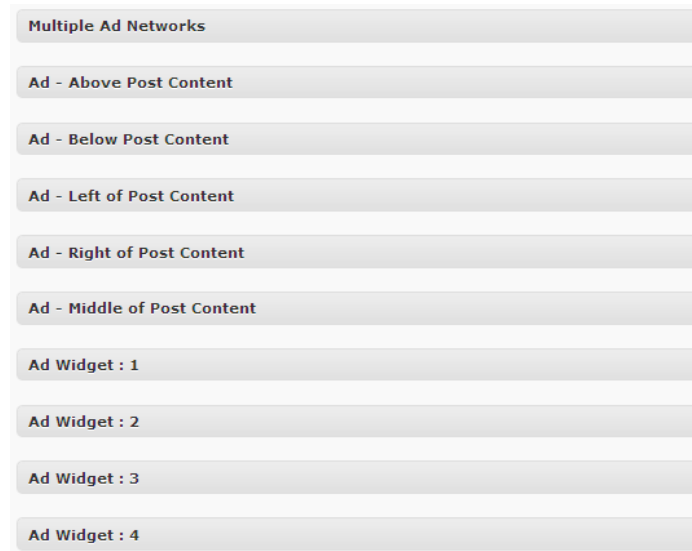 Multiple Ad Networks
Ad - Above Post Content
Ad - Below Post Content
Ad - Left of Post Content
Ad - Right of Post Content
Ad - Middle of Post Content
Ad Widget : 1
Ad Widget : 2
Ad Widget : 3
Ad Widget : 4